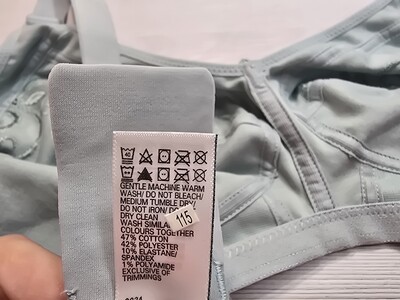 GENTLE MACHINE WARM
WASH/ DO NOT BLEACH/
MEDIUM TUMBLE DRY/
DO NOT IRON/ DO
DRY CLEAN
115
WASH SIMILAR
COLOURS TOGETHER
47% COTTON
42% POLYESTER
10% ELASTANE/
SPANDEX
1% POLYAMIDE
EXCLUSIVE OF
TRIMMINGS